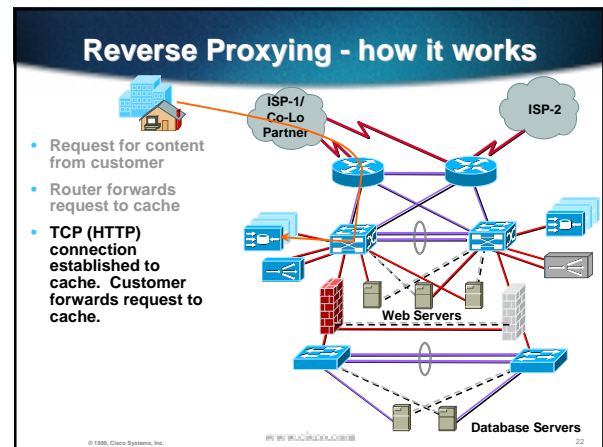 Reverse Proxying - how it works
ISP-1/
Co-Lo
Partner
ISP-2
• Request for content
from customer
• Router forwards
request to cache
• TCP (HTTP)
connection
established to
cache. Customer
forwards request to
cache.
Web Servers
Database Servers
© 1998, Cisco Systems, Inc.
22